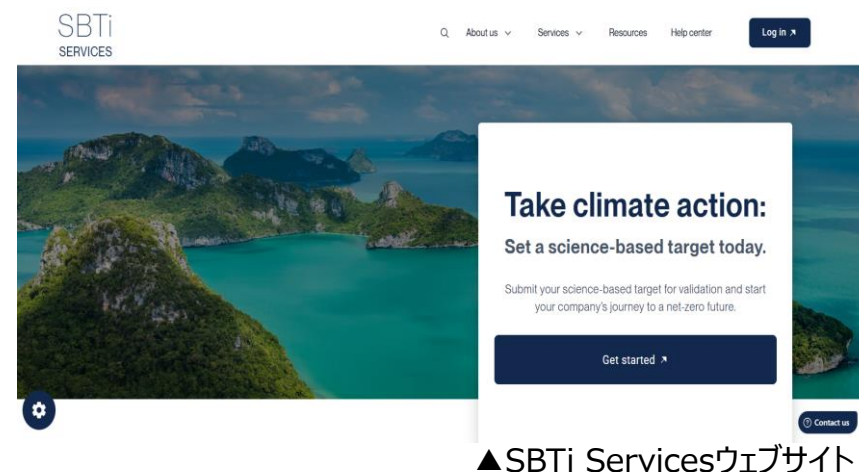 SBTi
SERVICES
About us
Services
Resources
Help center
Log in
Take climate action:
Set a science-based target today.
Submit your science-based target for validation and start
your company's journey to a net-zero future.
Get started
Contact us
▲SBTi Servicesウェブサイト